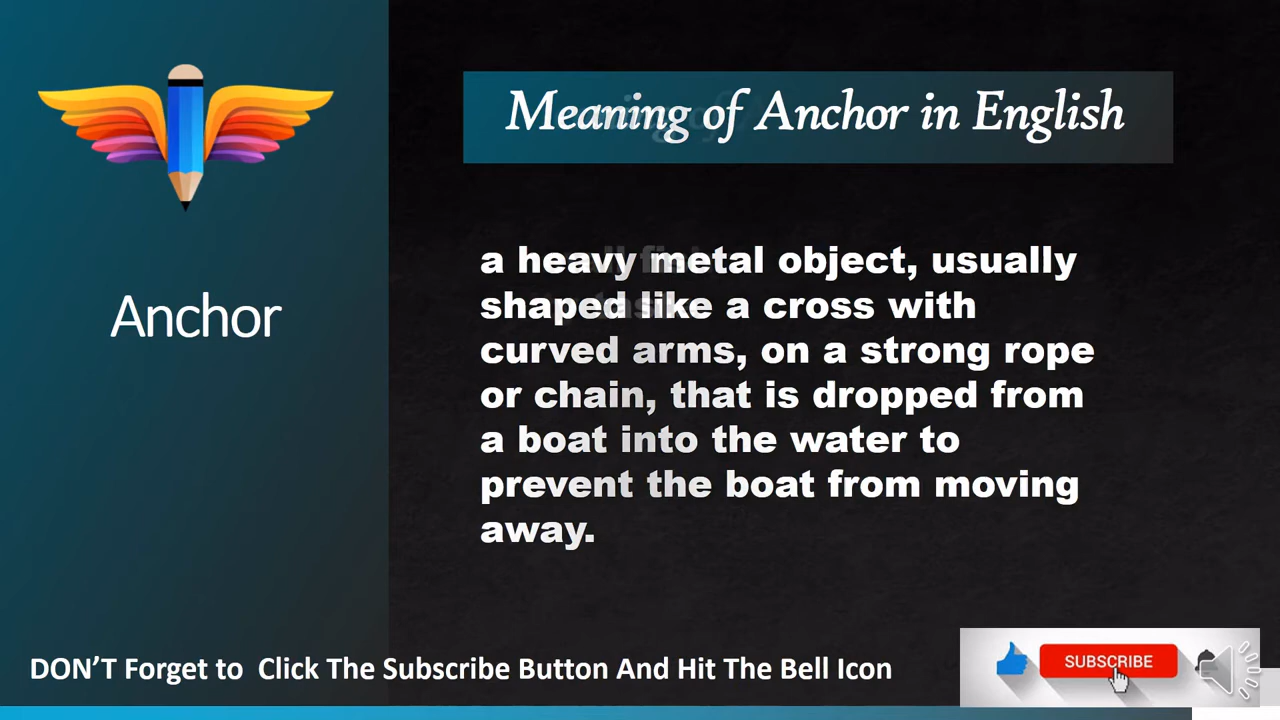 Meaning of Anchor in English
Anchor
a heavy metal object, usually
shaped like a cross with
curved arms, on a strong rope
or chain, that is dropped from
a boat into the water to
prevent the boat from moving
away.
DON’T Forget to  Click The Subscribe Button And Hit The Bell Icon
SUBSCRIBE